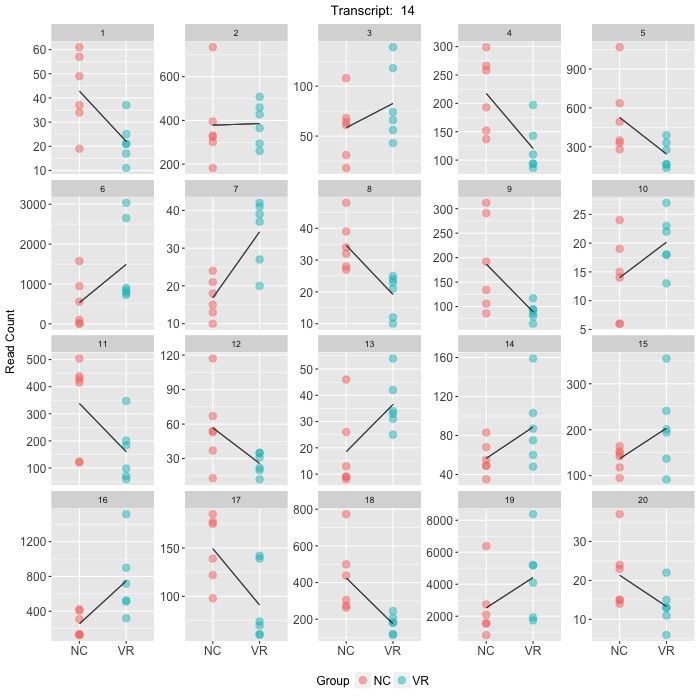 Transcript: 14
1 2 3 4 5
60 50 40 30 20 10
600 400 200
100 50
300 250 200 150 100
900 600 300
6 7 8 9 10
3000 2000 1000 0
40 30 20 10
40 30 20 10
300 250 200 150 100
25 20 15 10 5
Read Count
11 12 13 14 15
500 400 300 200 100
120 90 60 30
50 40 30 20 10
160 120 80 40
300 200 100
16 17 18 19 20
1200 800 400
150 100
800 600 400 200
8000 6000 4000 2000
30 20 10
NC VR NC VR NC VR NC VR NC VR
Group NC VR